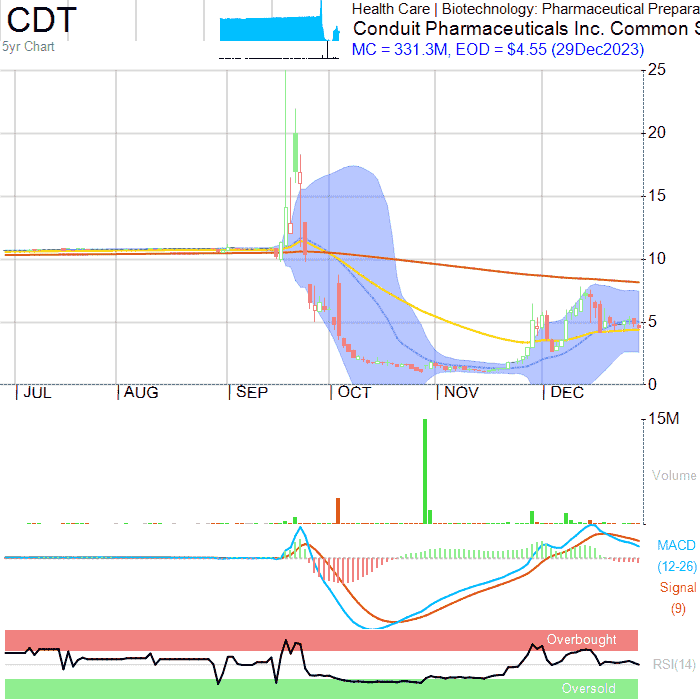 CDT
5yr Chart
Health Care | Biotechnology: Pharmaceutical Prepara
Conduit Pharmaceuticals Inc. Common S
MC = 331.3M, EOD = $4.55 (29Dec2023)
25
20
15
10
5
0
JUL AUG SEP OCT NOV DEC
15M
Volume
MACD
(12-26)
Signal
(9)
Overbought
RSI(14)
Oversold